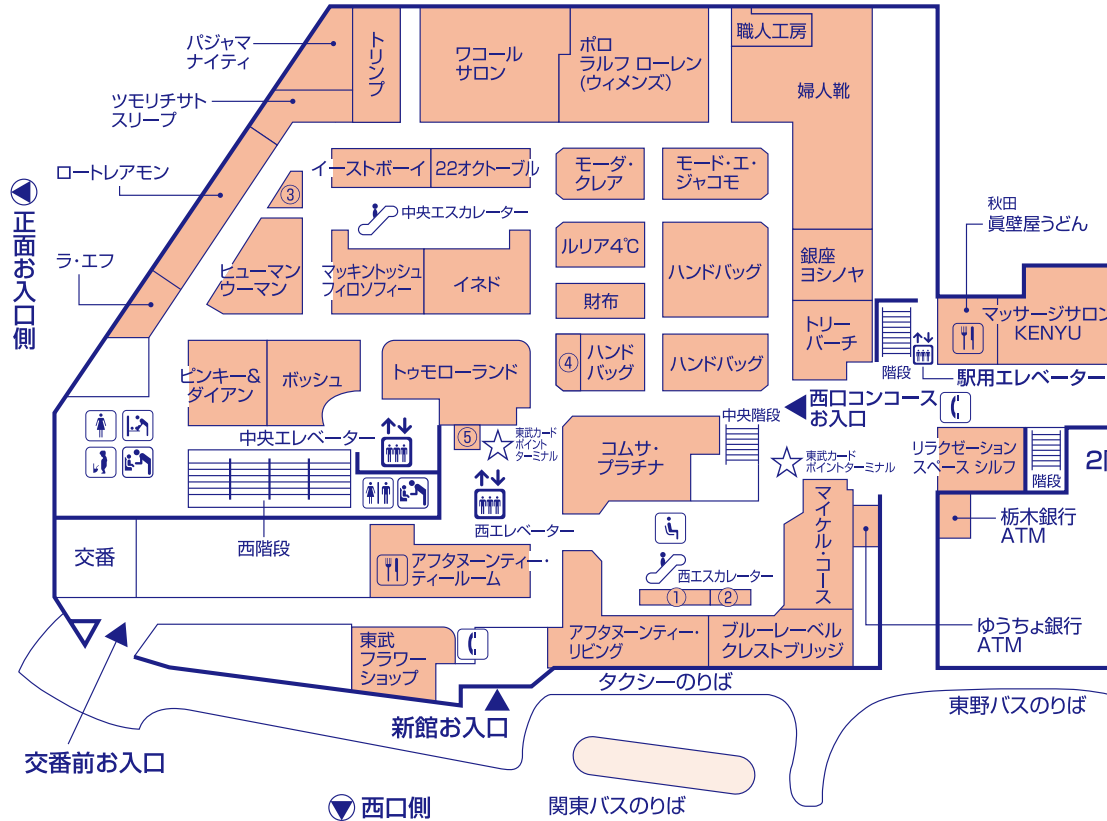 パジャマ
ナイティ
ツモリチサト
スリープ
ロートレアモン
ラ・エフ
正面お入口側
トリンプ
ワコール
サロン
ポロ
ラルフ ローレン
(ウィメンズ)
職人工房
婦人靴
イーストボーイ
22オクトーブル
モーダ・
クレア
モード・エ・
ジャコモ
③
中央エスカレーター
ヒューマン
ウーマン
マッキントッシュ
フィロソフィー
イネド
ルリア4℃
財布
ハンドバッグ
銀座
ヨシノヤ
秋田
眞壁屋うどん
マッサージサロン
KENYU
トリー
バーチ
階段
駅用エレベーター
ピンキー&
ダイアン
ボッシュ
トゥモローランド
④
ハンド
バッグ
ハンドバッグ
西口コンコース
お入口
中央エレベーター
⑤
東武カード
ポイント
ターミナル
コムサ・
プラチナ
中央階段
東武カード
ポイントターミナル
リラクゼーション
スペース シルフ
階段
2
西階段
西エレベーター
交番
アフタヌーンティー・
ティールーム
西エスカレーター
①
②
マイケル・コース
栃木銀行
ATM
ゆうちょ銀行
ATM
東武
フラワー
ショップ
アフタヌーンティー・
リビング
ブルーレーベル
クレストブリッジ
タクシーのりば
新館お入口
交番前お入口
東野バスのりば
西口側
関東バスのりば